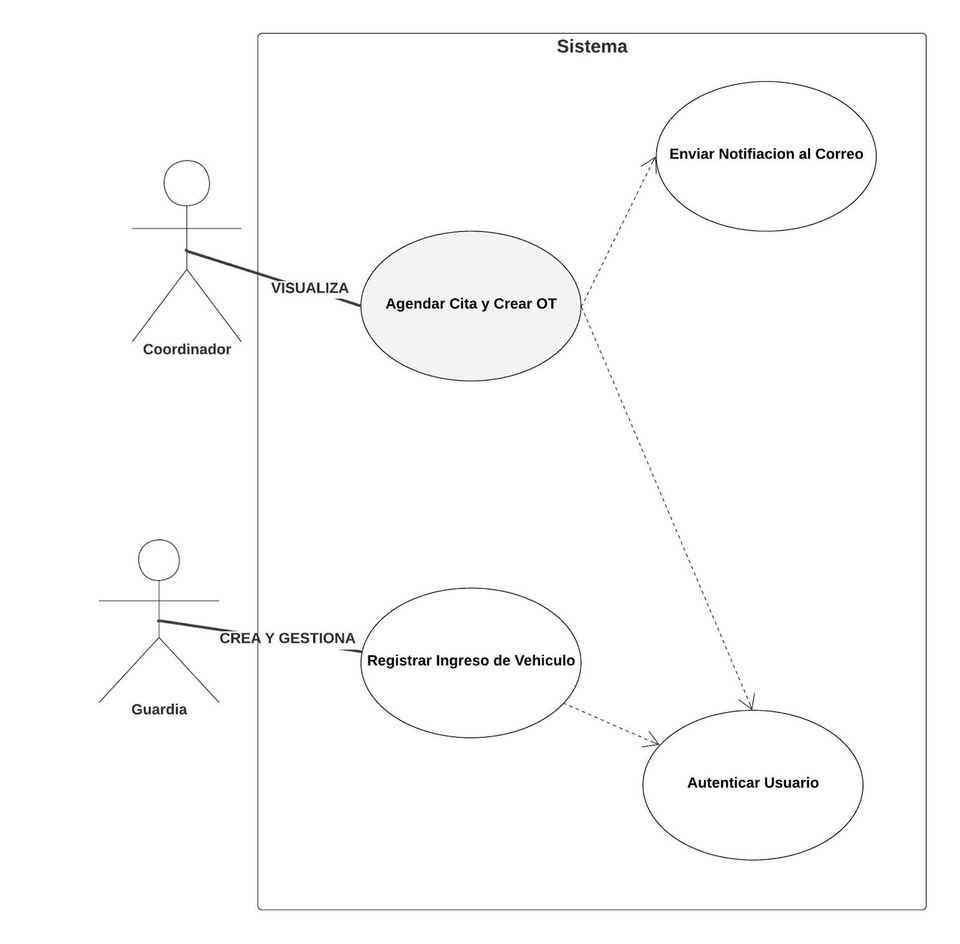 Sistema
Enviar Notifiacion al Correo
VISUALIZA
Agendar Cita y Crear OT
Coordinador
CREA Y GESTIONA
Registrar Ingreso de Vehiculo
Guardia
Autenticar Usuario